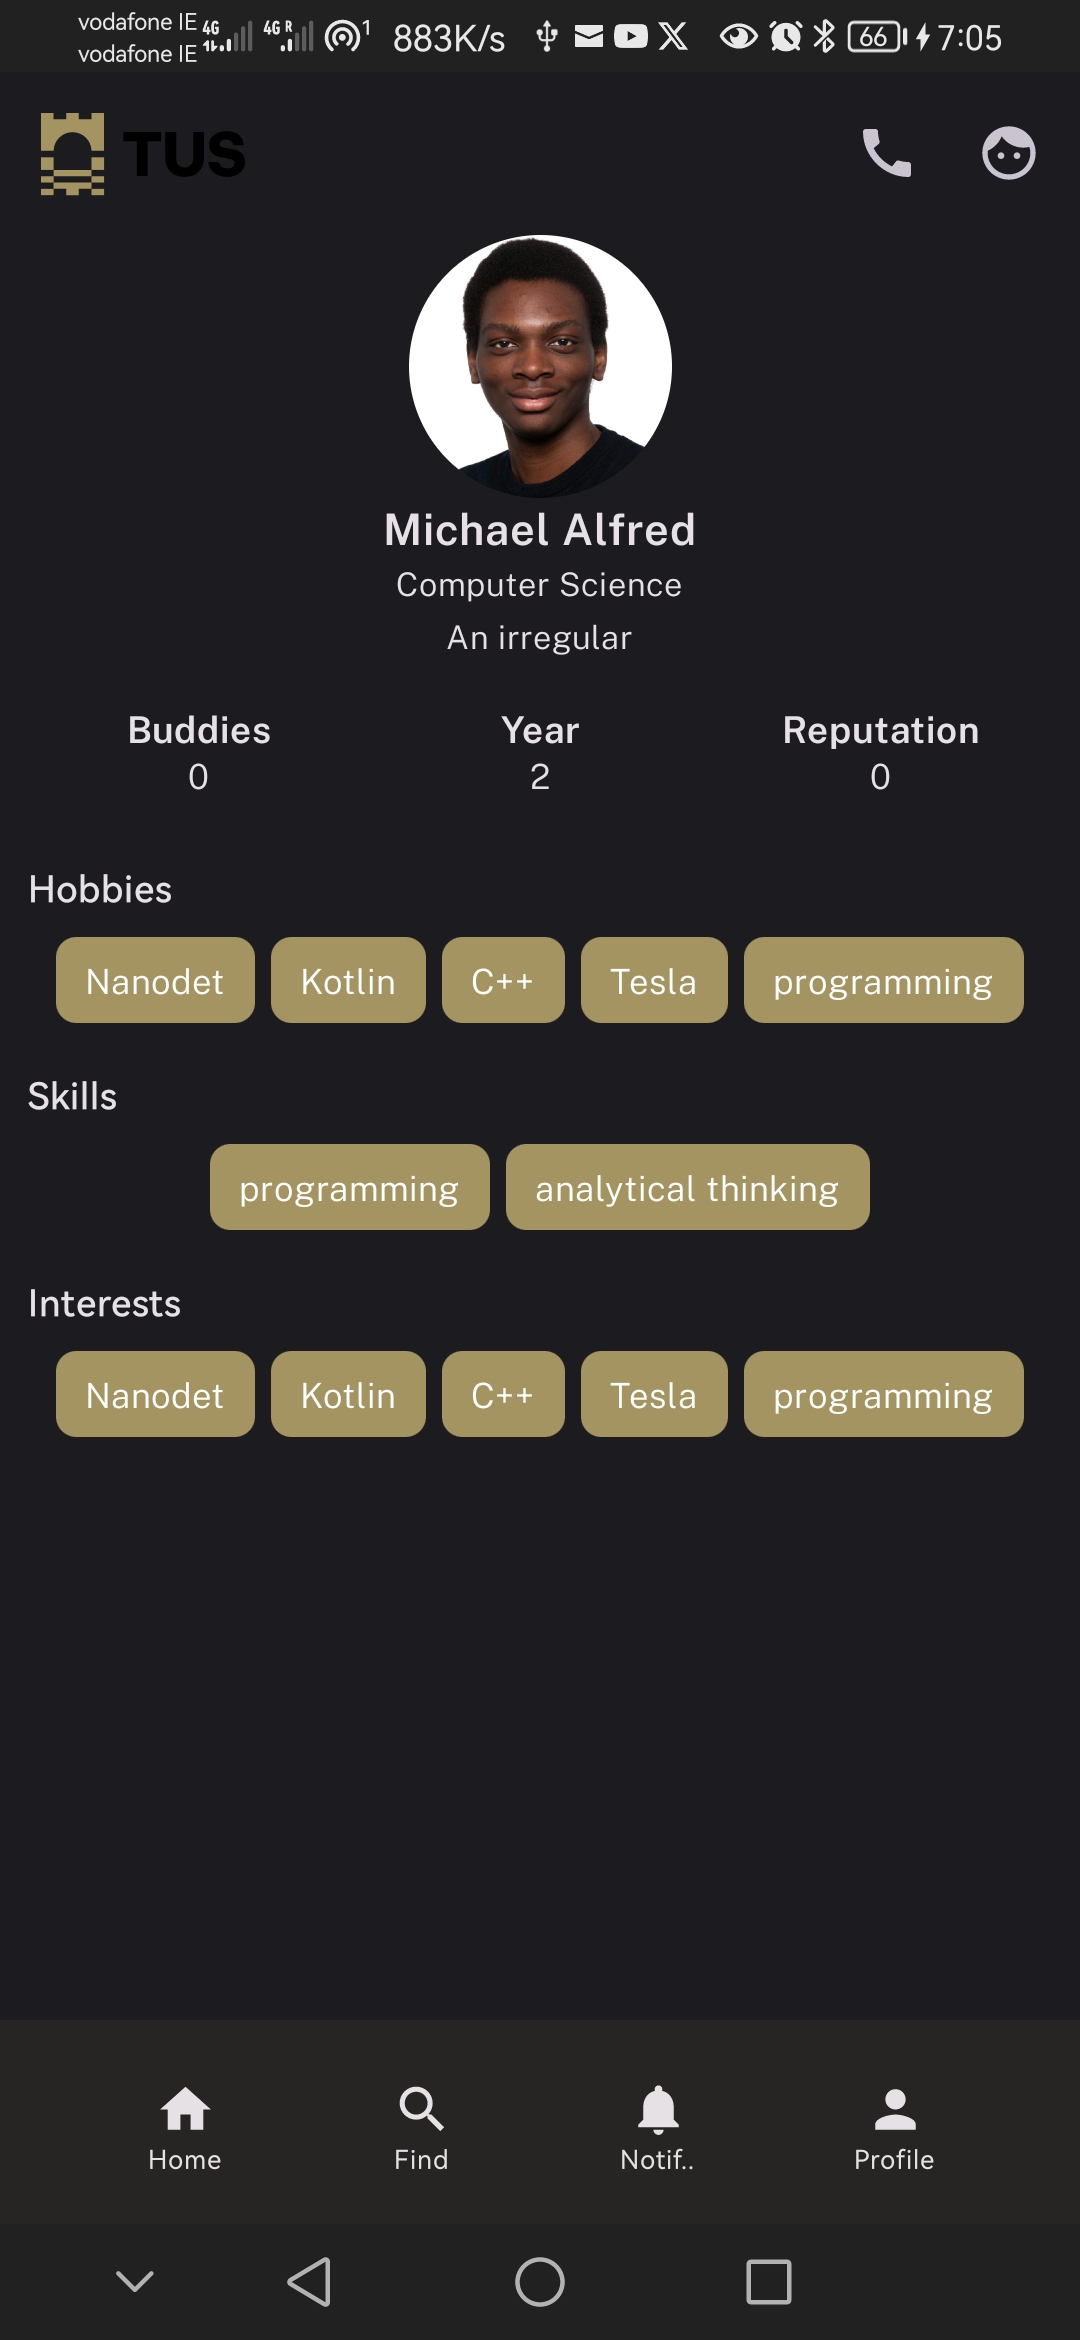 vodafone IE 4G 4G R 1 883K/s 66 7:05
vodafone IE
TUS
Michael Alfred
Computer Science
An irregular
Buddies Year Reputation
0 2 0
Hobbies
Nanodet Kotlin C++ Tesla programming
Skills
programming analytical thinking
Interests
Nanodet Kotlin C++ Tesla programming
Home Find Notif.. Profile